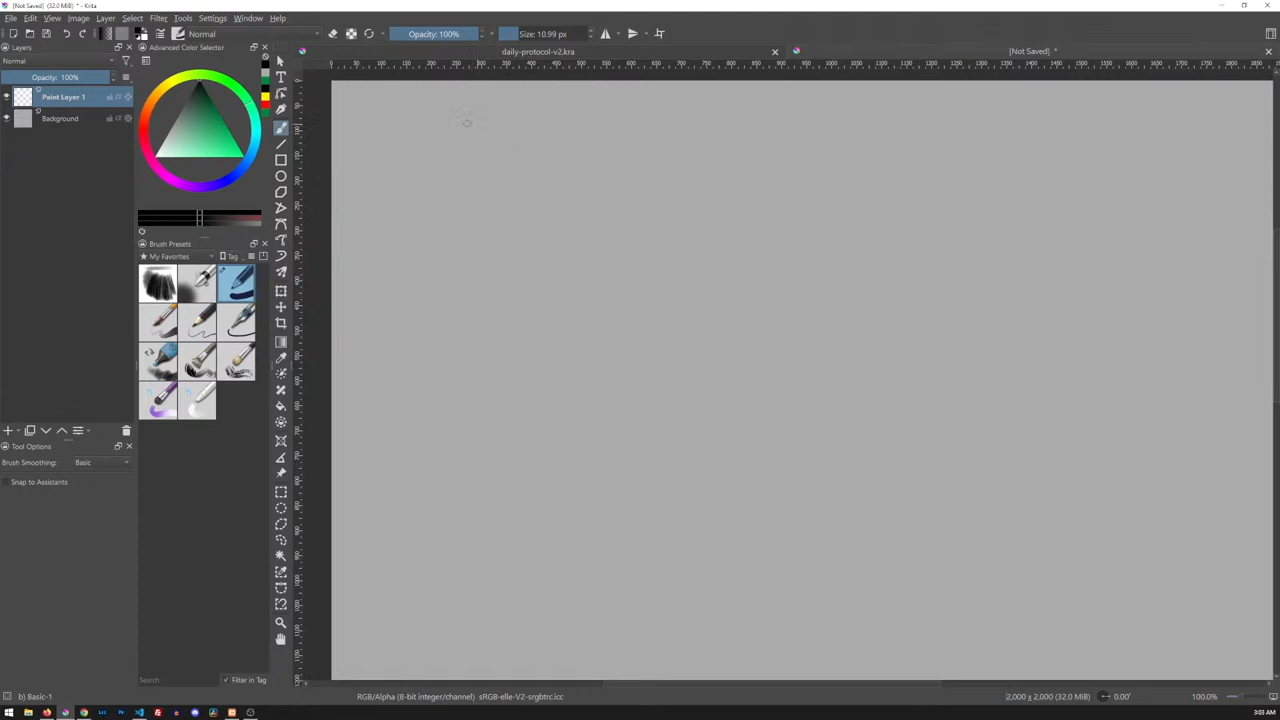 [Not Saved] (32.0 MiB) * - Krita
File Edit View Image Layer Select Filter Tools Settings Window Help
Normal
Opacity: 100%
Size: 10.99 px
Layers
Advanced Color Selector
daily-protocol-v2.kra
[Not Saved] *
Normal
Opacity: 100%
Paint Layer 1
Background
Brush Presets
My Favorites
Tag
Tool Options
Brush Smoothing: Basic
Snap to Assistants
Search
Filter in Tag
b) Basic-1
RGB/Alpha (8-bit integer/channel) sRGB-elle-V2-srgbtrc.icc
2,000 x 2,000 (32.0 MiB)
0.00°
100.0%
3:03 AM